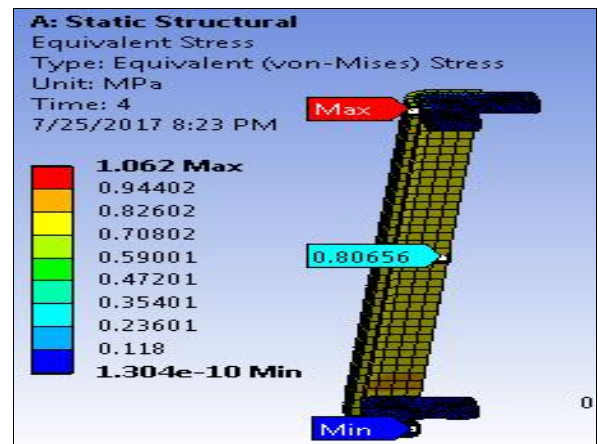 A: Static Structural
Equivalent Stress
Type: Equivalent (von-Mises) Stress
Unit: MPa
Time: 4
7/25/2017 8:23 PM
Max
1.062 Max
0.94402
0.82602
0.70802
0.59001
0.47201
0.35401
0.23601
0.118
1.304e-10 Min
0.80656
0
Min